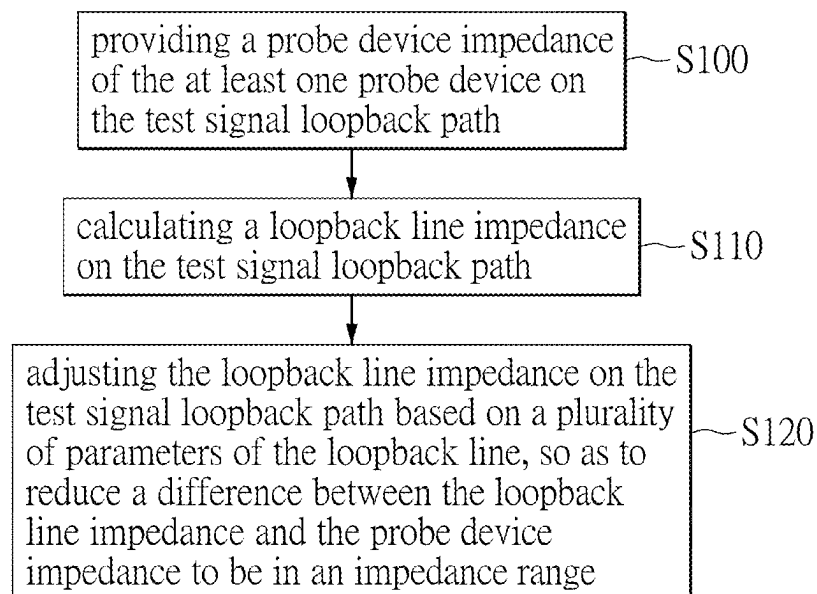 providing a probe device impedance
of the at least one probe device on
the test signal loopback path
S100
calculating a loopback line impedance
on the test signal loopback path
S110
adjusting the loopback line impedance on the
test signal loopback path based on a plurality
of parameters of the loopback line, so as to
reduce a difference between the loopback
line impedance and the probe device
impedance to be in an impedance range
S120